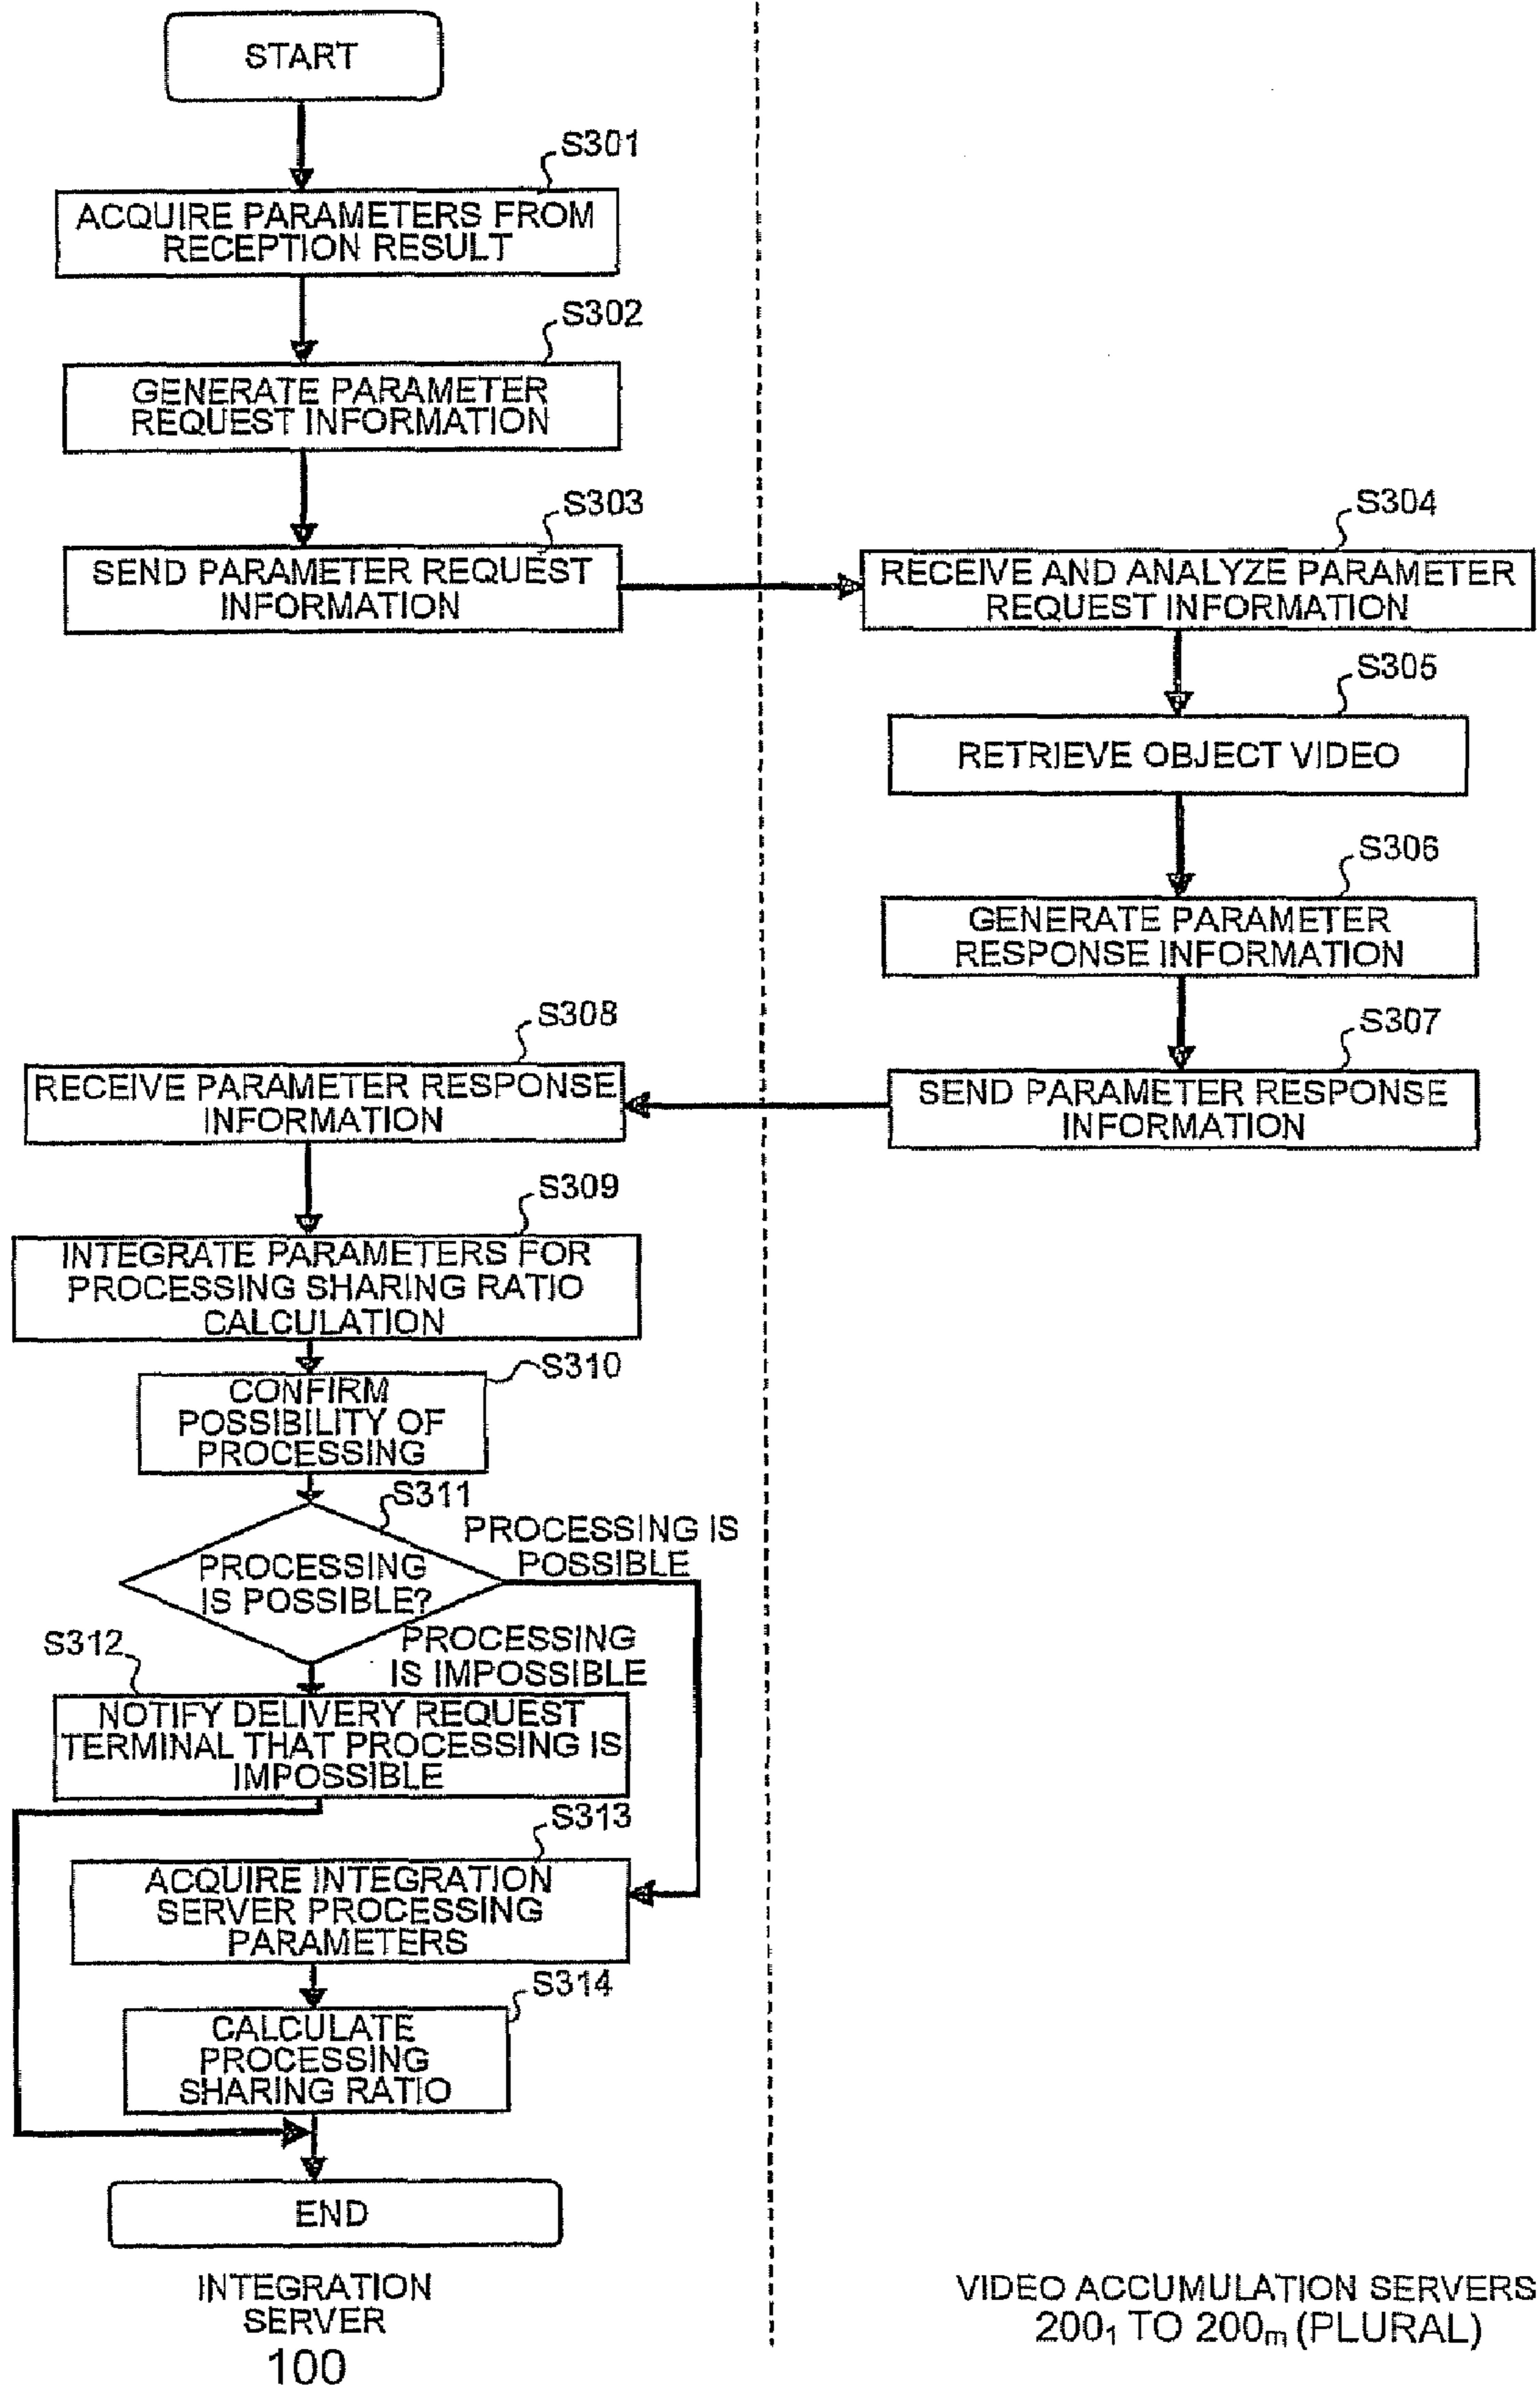 START
S301
ACQUIRE PARAMETERS FROM
RECEPTION RESULT
S302
GENERATE PARAMETER
REQUEST INFORMATION
S303
SEND PARAMETER REQUEST
INFORMATION
S304
RECEIVE AND ANALYZE PARAMETER
REQUEST INFORMATION
S305
RETRIEVE OBJECT VIDEO
S306
GENERATE PARAMETER
RESPONSE INFORMATION
S307
SEND PARAMETER RESPONSE
INFORMATION
S308
RECEIVE PARAMETER RESPONSE
INFORMATION
S309
INTEGRATE PARAMETERS FOR
PROCESSING SHARING RATIO
CALCULATION
S310
CONFIRM
POSSIBILITY OF
PROCESSING
S311
PROCESSING
IS POSSIBLE?
PROCESSING IS
POSSIBLE
PROCESSING
IS IMPOSSIBLE
S312
NOTIFY DELIVERY REQUEST
TERMINAL THAT PROCESSING IS
IMPOSSIBLE
S313
ACQUIRE INTEGRATION
SERVER PROCESSING
PARAMETERS
S314
CALCULATE
PROCESSING
SHARING RATIO
END
INTEGRATION
SERVER
100
VIDEO ACCUMULATION SERVERS
200₁ TO 200ₘ (PLURAL)